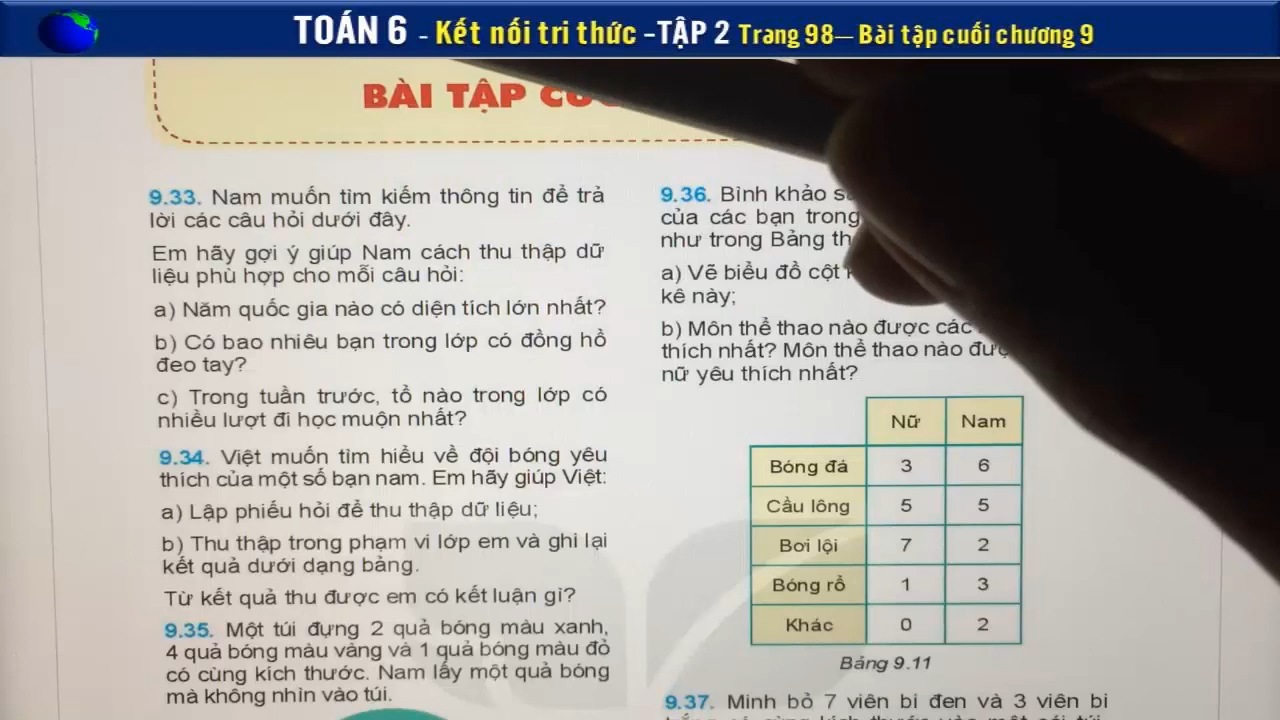 TOÁN 6 - Kết nối tri thức -TẬP 2 Trang 98- Bài tập cuối chương 9
BÀI TẬP
9.33. Nam muốn tìm kiếm thông tin để trả
lời các câu hỏi dưới đây.
Em hãy gợi ý giúp Nam cách thu thập dữ
liệu phù hợp cho mỗi câu hỏi:
a) Năm quốc gia nào có diện tích lớn nhất?
b) Có bao nhiêu bạn trong lớp có đồng hồ
đeo tay?
c) Trong tuần trước, tổ nào trong lớp có
nhiều lượt đi học muộn nhất?
9.34. Việt muốn tìm hiểu về đội bóng yêu
thích của một số bạn nam. Em hãy giúp Việt:
a) Lập phiếu hỏi để thu thập dữ liệu;
b) Thu thập trong phạm vi lớp em và ghi lại
kết quả dưới dạng bảng.
Từ kết quả thu được em có kết luận gì?
9.35. Một túi đựng 2 quả bóng màu xanh,
4 quả bóng màu vàng và 1 quả bóng màu đỏ
có cùng kích thước. Nam lấy một quả bóng
mà không nhìn vào túi.
9.36. Bình khảo
của các bạn trong
như trong Bảng
a) Vẽ biểu đồ cột
kê này;
b) Môn thể thao nào được các
thích nhất? Môn thể thao nào
nữ yêu thích nhất?
Nữ Nam
Bóng đá 3 6
Cầu lông 5 5
Bơi lội 7 2
Bóng rổ 1 3
Khác 0 2
Bảng 9.11
9.37. Minh bỏ 7 viên bi đen và 3 viên bi